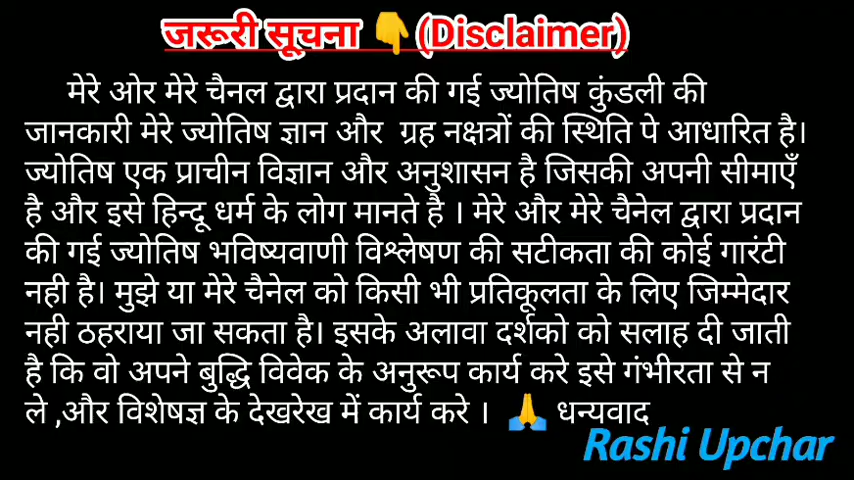 जरूरी सूचना 👇 (Disclaimer)
मेरे ओर मेरे चैनल द्वारा प्रदान की गई ज्योतिष कुंडली की
जानकारी मेरे ज्योतिष ज्ञान और ग्रह नक्षत्रों की स्थिति पे आधारित है।
ज्योतिष एक प्राचीन विज्ञान और अनुशासन है जिसकी अपनी सीमाएँ
है और इसे हिन्दू धर्म के लोग मानते है । मेरे और मेरे चैनेल द्वारा प्रदान
की गई ज्योतिष भविष्यवाणी विश्लेषण की सटीकता की कोई गारंटी
नही है। मुझे या मेरे चैनेल को किसी भी प्रतिकूलता के लिए जिम्मेदार
नही ठहराया जा सकता है। इसके अलावा दर्शको को सलाह दी जाती
है कि वो अपने बुद्धि विवेक के अनुरूप कार्य करे इसे गंभीरता से न
ले ,और विशेषज्ञ के देखरेख में कार्य करे । 🙏 धन्यवाद
Rashi Upchar